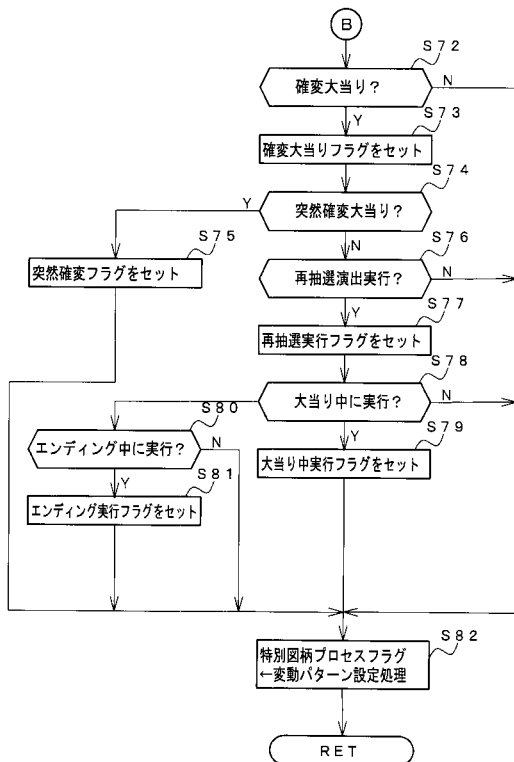 B
S72
確変大当り？
N
Y
S73
確変大当りフラグをセット
S74
突然確変大当り？
Y
N
S75
突然確変フラグをセット
S76
再抽選演出実行？
N
Y
S77
再抽選実行フラグをセット
S78
大当り中に実行？
N
Y
S79
大当り中実行フラグをセット
S80
エンディング中に実行？
N
Y
S81
エンディング実行フラグをセット
S82
特別図柄プロセスフラグ
←変動パターン設定処理
RET